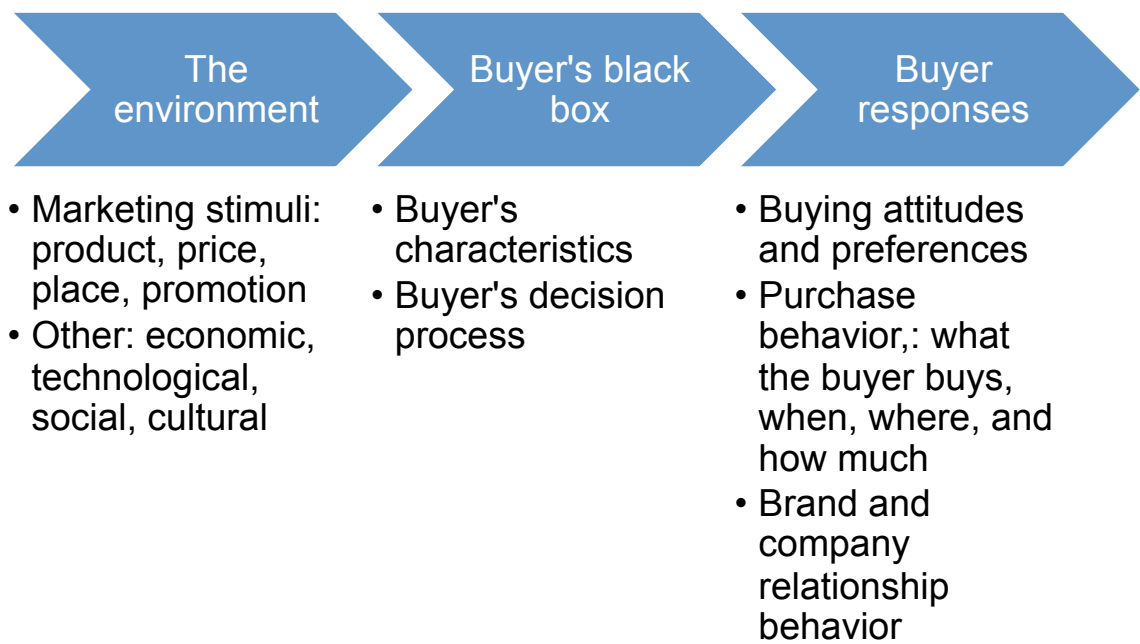 The
environment
Buyer's black
box
Buyer
responses
• Marketing stimuli:
product, price,
place, promotion
• Other: economic,
technological,
social, cultural
• Buyer's
characteristics
• Buyer's decision
process
• Buying attitudes
and preferences
• Purchase
behavior,: what
the buyer buys,
when, where, and
how much
• Brand and
company
relationship
behavior